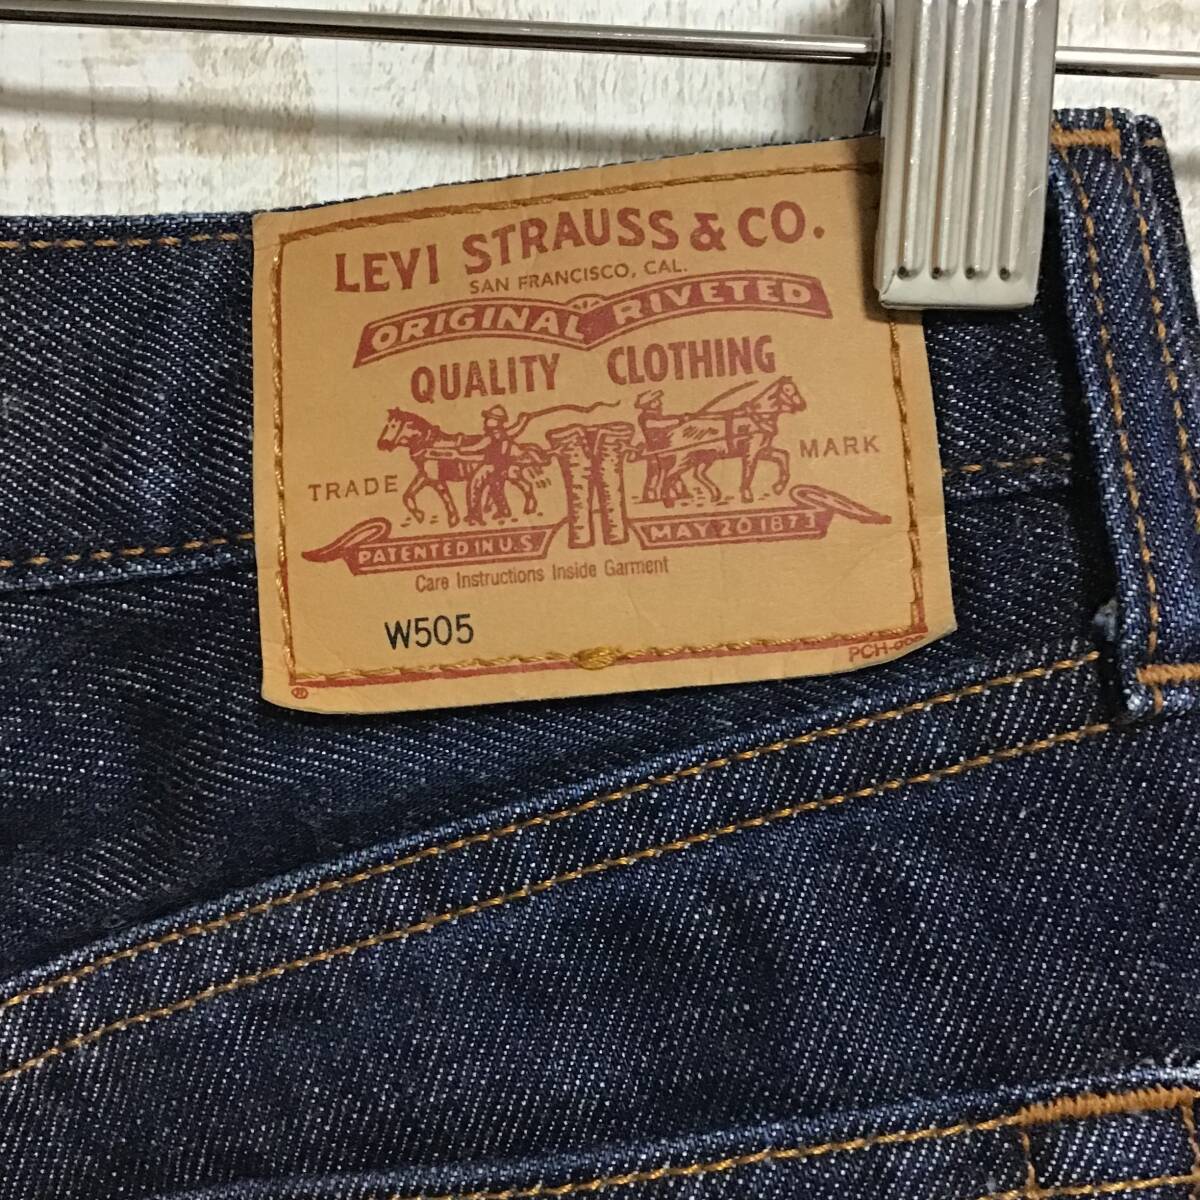 LEVI STRAUSS & CO.
SAN FRANCISCO, CAL.
ORIGINAL RIVETED
QUALITY CLOTHING
TRADE MARK
PATENTED IN U.S. MAY 20 1873
Care Instructions Inside Garment
W505
®